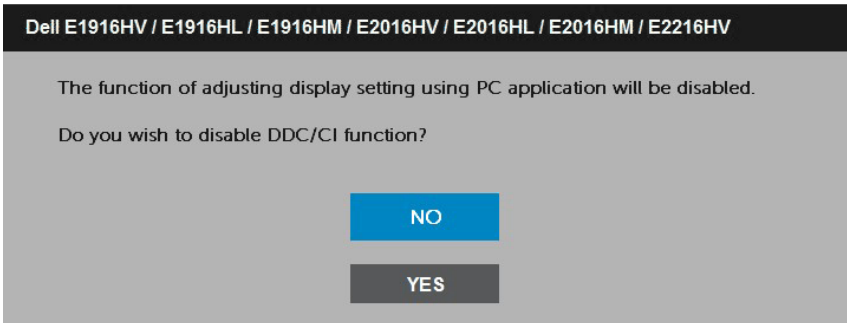 Dell E1916HV / E1916HL / E1916HM / E2016HV / E2016HL / E2016HM / E2216HV
The function of adjusting display setting using PC application will be disabled.
Do you wish to disable DDC/CI function?
NO
YES